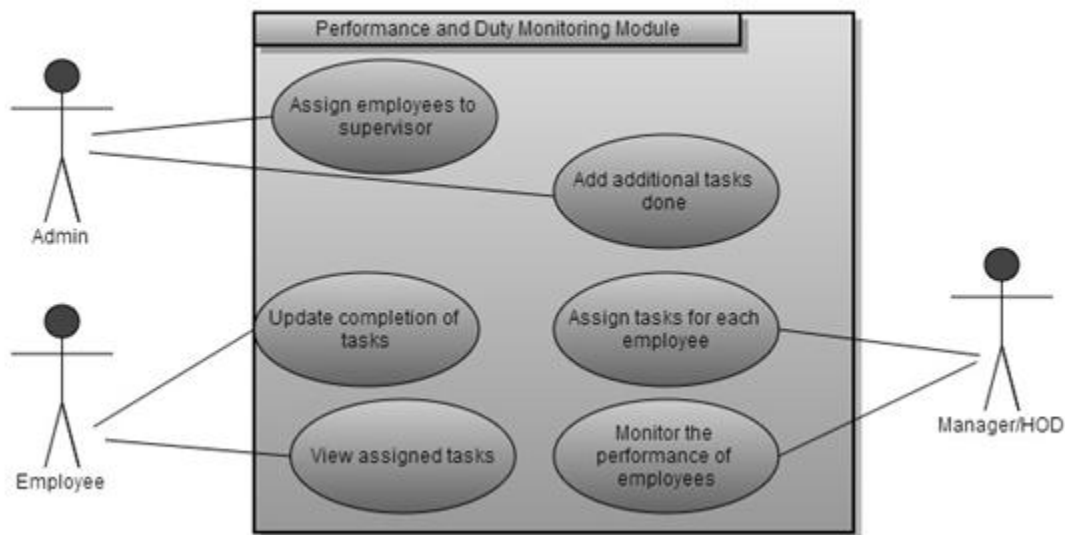 Performance and Duty Monitoring Module
Assign employees to
supervisor
Add additional tasks
done
Admin
Update completion of
tasks
Assign tasks for each
employee
Manager/HOD
View assigned tasks
Monitor the
performance of
employees
Employee